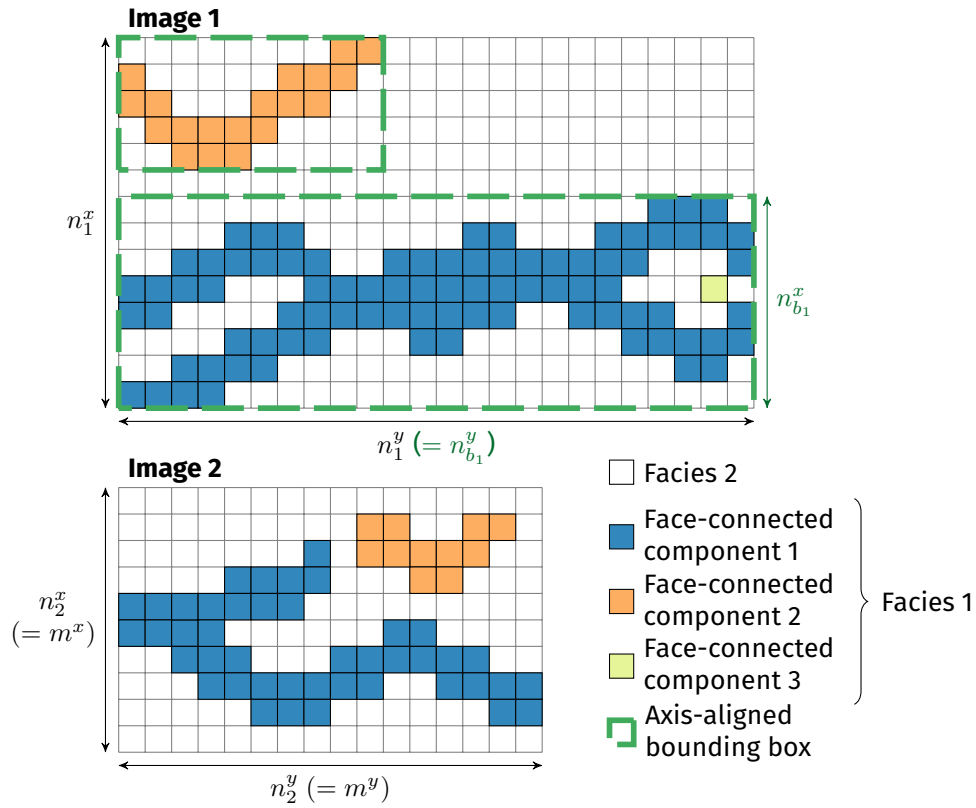 Image 1
n_1^x
n_{b_1}^x
n_1^y (= n_{b_1}^y)
Image 2
n_2^x
(= m^x)
n_2^y (= m^y)
Facies 2
Face-connected
component 1
Face-connected
component 2
Facies 1
Face-connected
component 3
Axis-aligned
bounding box